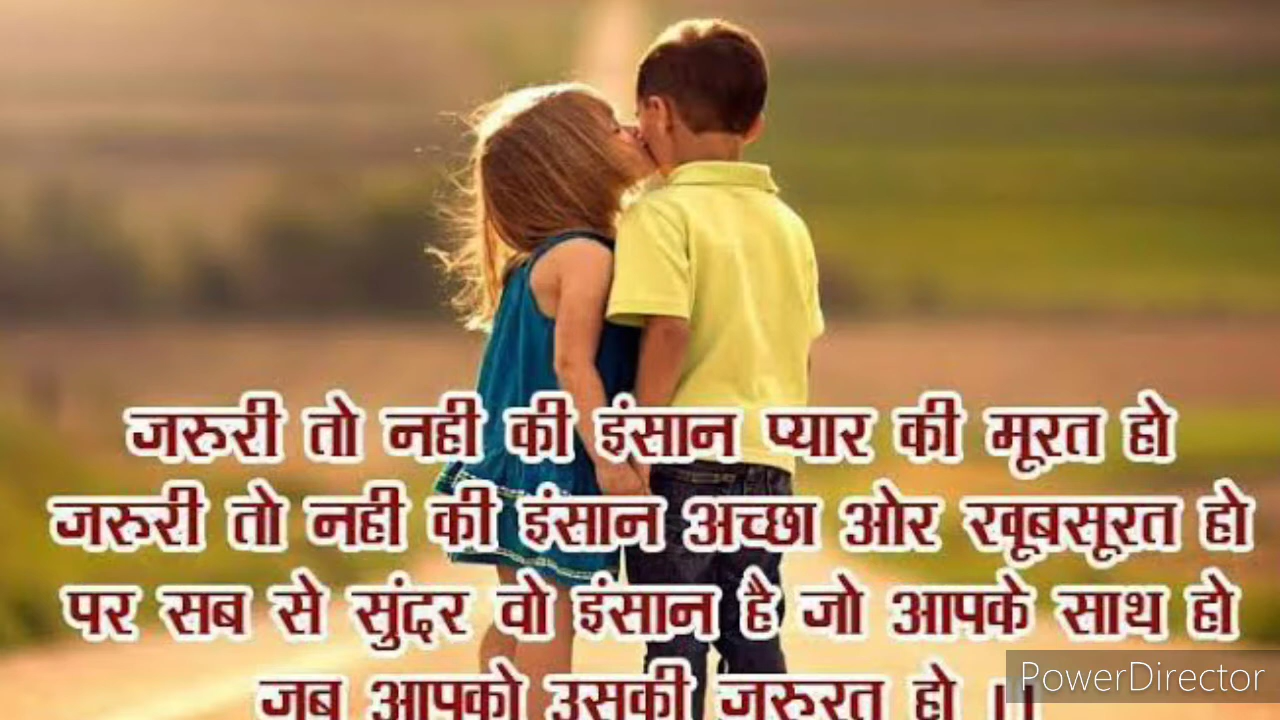 जरुरी तो नही की इंसान प्यार की मूरत हो
जरुरी तो नही की इंसान अच्छा ओर खूबसूरत हो
पर सब से सुंदर वो इंसान है जो आपके साथ हो
जब आपको उसकी जरुरत हो ।।
PowerDirector